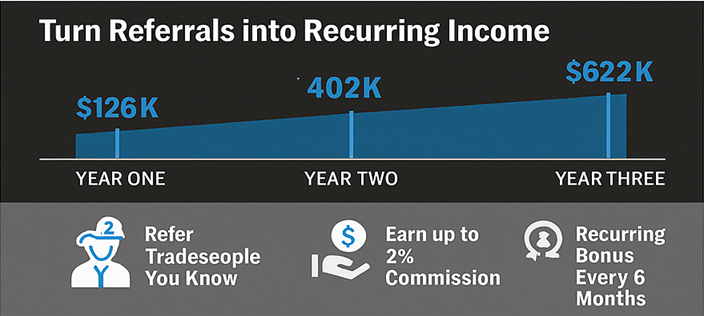 Turn Referrals into Recurring Income
$126K
402K
$622K
YEAR ONE
YEAR TWO
YEAR THREE
2
Refer
Tradeseople
You Know
$
Earn up to
2%
Commission
Recurring
Bonus
Every 6
Months